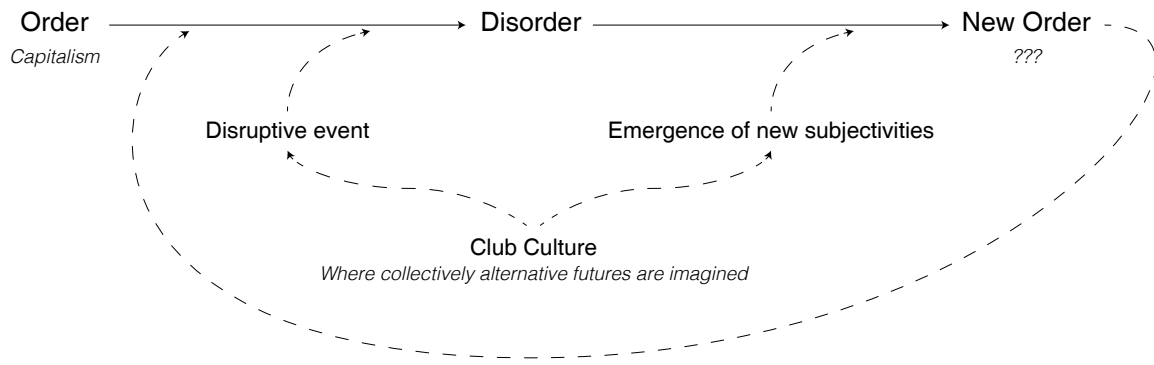 Order
Disorder
New Order
Capitalism
???
Disruptive event
Emergence of new subjectivities
Club Culture
Where collectively alternative futures are imagined